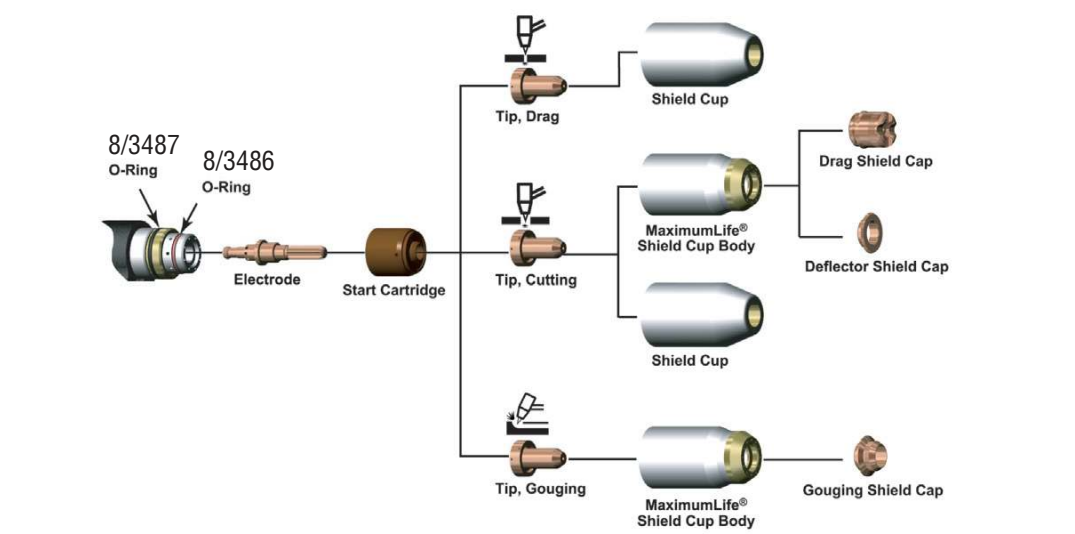 Tip, Drag
Shield Cup
8/3487
O-Ring
8/3486
O-Ring
Drag Shield Cap
MaximumLife®
Shield Cup Body
Deflector Shield Cap
Electrode
Start Cartridge
Tip, Cutting
Shield Cup
Tip, Gouging
MaximumLife®
Shield Cup Body
Gouging Shield Cap